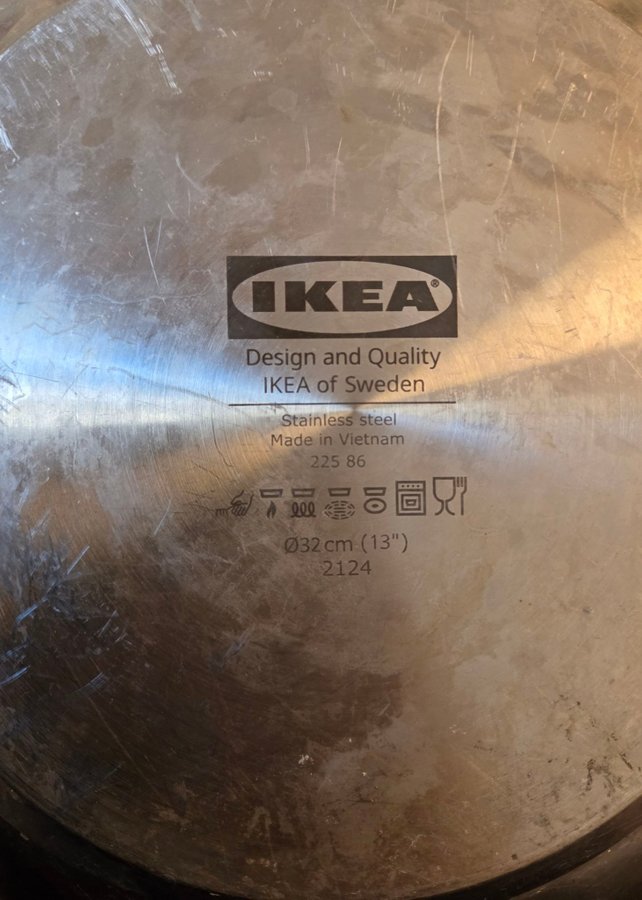 IKEA®
Design and Quality
IKEA of Sweden
Stainless steel
Made in Vietnam
225 86
Ø32cm (13")
2124